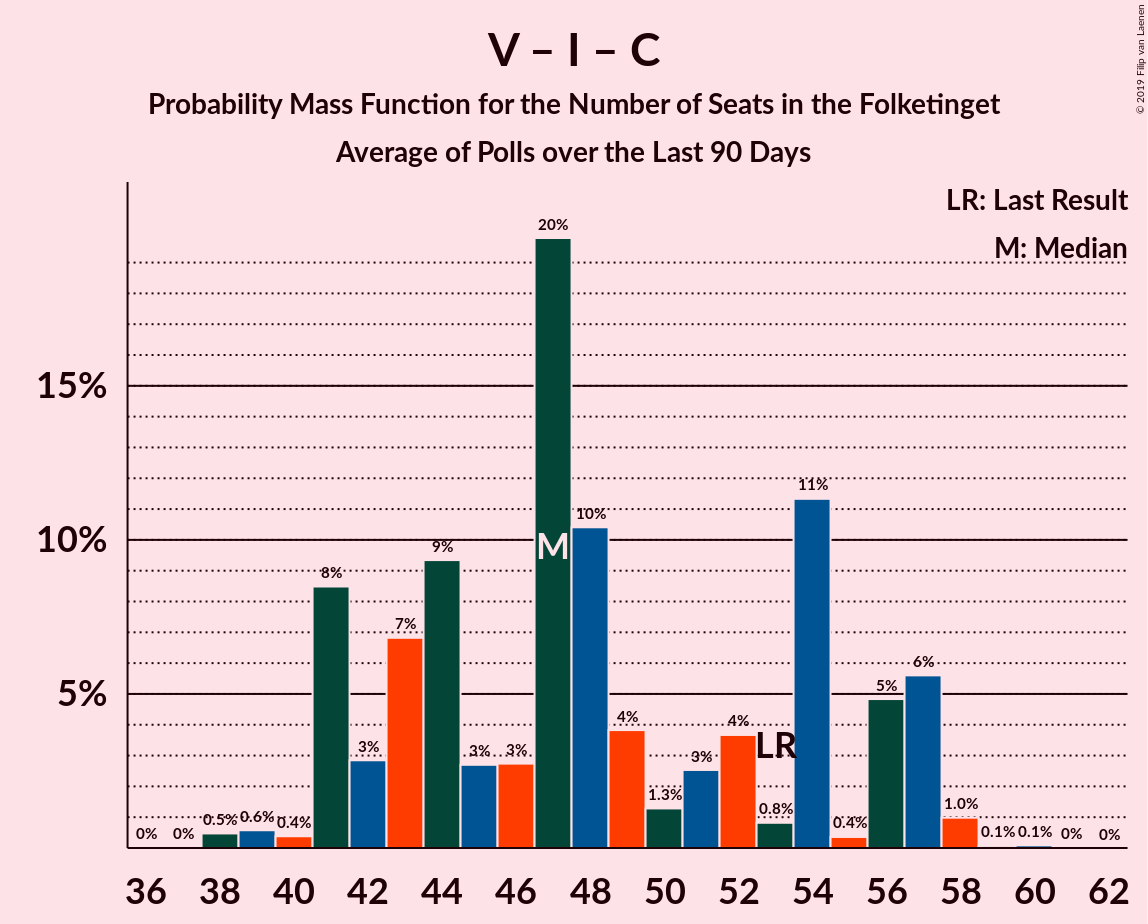 V – I – C
Probability Mass Function for the Number of Seats in the Folketinget
Average of Polls over the Last 90 Days
© 2019 Filip van Laenen
LR: Last Result
M: Median
15%
10%
5%
0% 0% 0.5% 0.6% 0.4% 8% 3% 7% 9% 3% 3% 20% 10% 4% 1.3% 3% 4% 0.8% 11% 0.4% 5% 6% 1.0% 0.1% 0.1% 0% 0%
M
LR
36 38 40 42 44 46 48 50 52 54 56 58 60 62